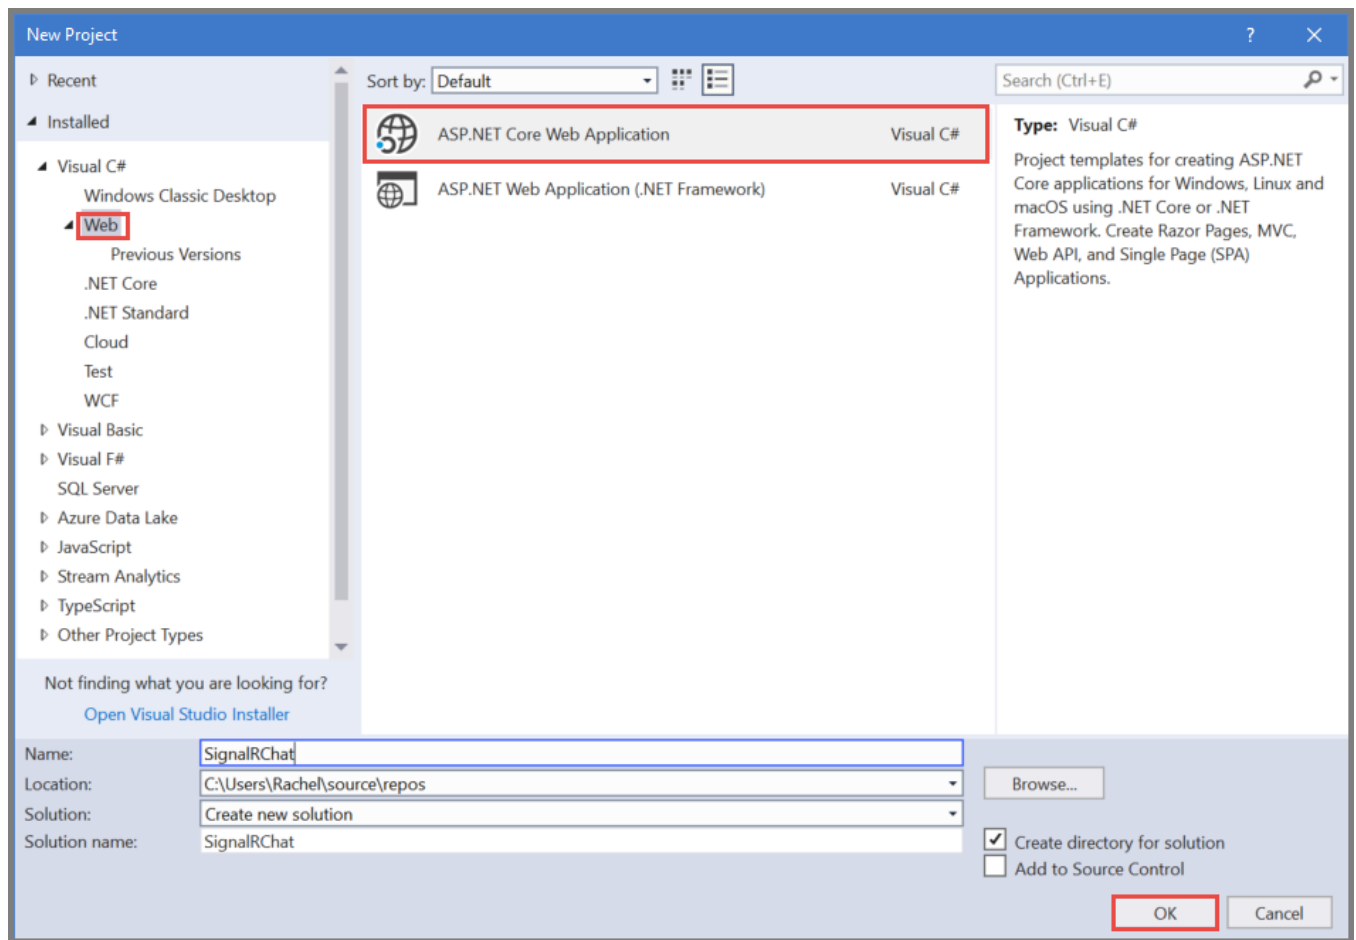 New Project
?
Recent
Installed
Visual C#
Windows Classic Desktop
Web
Previous Versions
.NET Core
.NET Standard
Cloud
Test
WCF
Visual Basic
Visual F#
SQL Server
Azure Data Lake
JavaScript
Stream Analytics
TypeScript
Other Project Types
Not finding what you are looking for?
Open Visual Studio Installer
Sort by: Default
ASP.NET Core Web Application Visual C#
ASP.NET Web Application (.NET Framework) Visual C#
Search (Ctrl+E)
Type: Visual C#
Project templates for creating ASP.NET
Core applications for Windows, Linux and
macOS using .NET Core or .NET
Framework. Create Razor Pages, MVC,
Web API, and Single Page (SPA)
Applications.
Name: SignalRChat
Location: C:\Users\Rachel\source\repos
Browse...
Solution: Create new solution
Solution name: SignalRChat
Create directory for solution
Add to Source Control
OK
Cancel